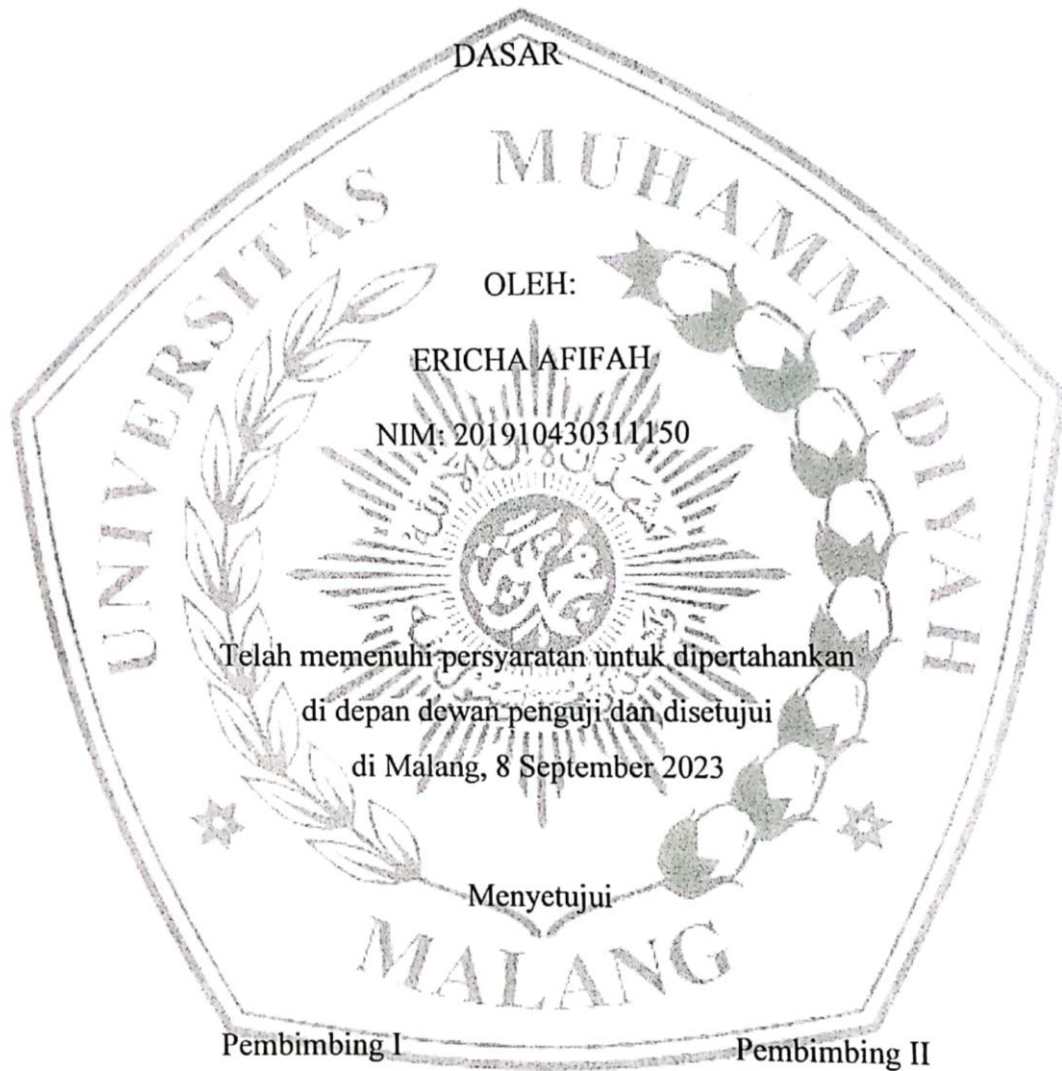 DASAR
UNIVERSITAS MUHAMMADIYAH
OLEH:
ERICHA AFIFAH
NIM: 201910430311150
Telah memenuhi persyaratan untuk dipertahankan
di depan dewan penguji dan disetujui
di Malang, 8 September 2023
Menyetujui
MALANG
Pembimbing I Pembimbing II